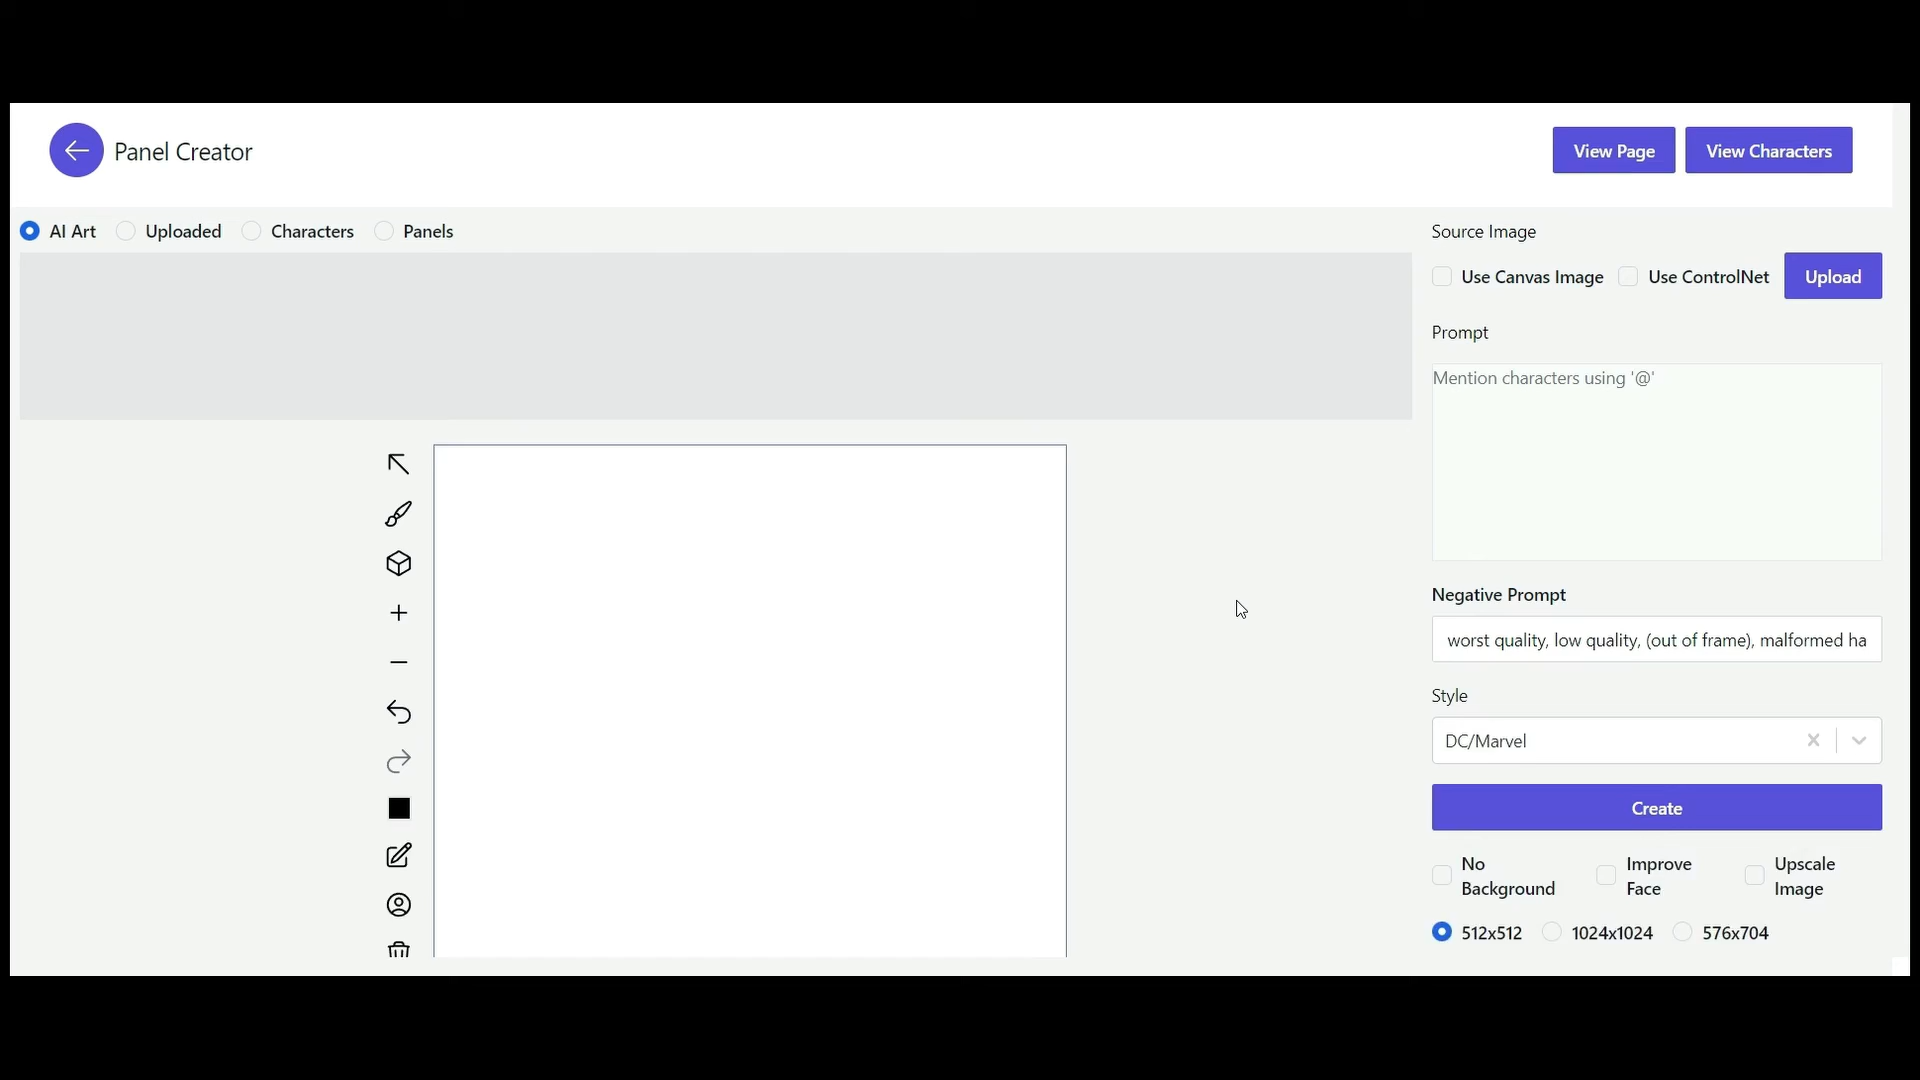 Panel Creator
View Page
View Characters
AI Art
Uploaded
Characters
Panels
Source Image
Use Canvas Image
Use ControlNet
Upload
Prompt
Mention characters using '@'
Negative Prompt
worst quality, low quality, (out of frame), malformed ha
Style
DC/Marvel
Create
No
Background
Improve
Face
Upscale
Image
512x512
1024x1024
576x704